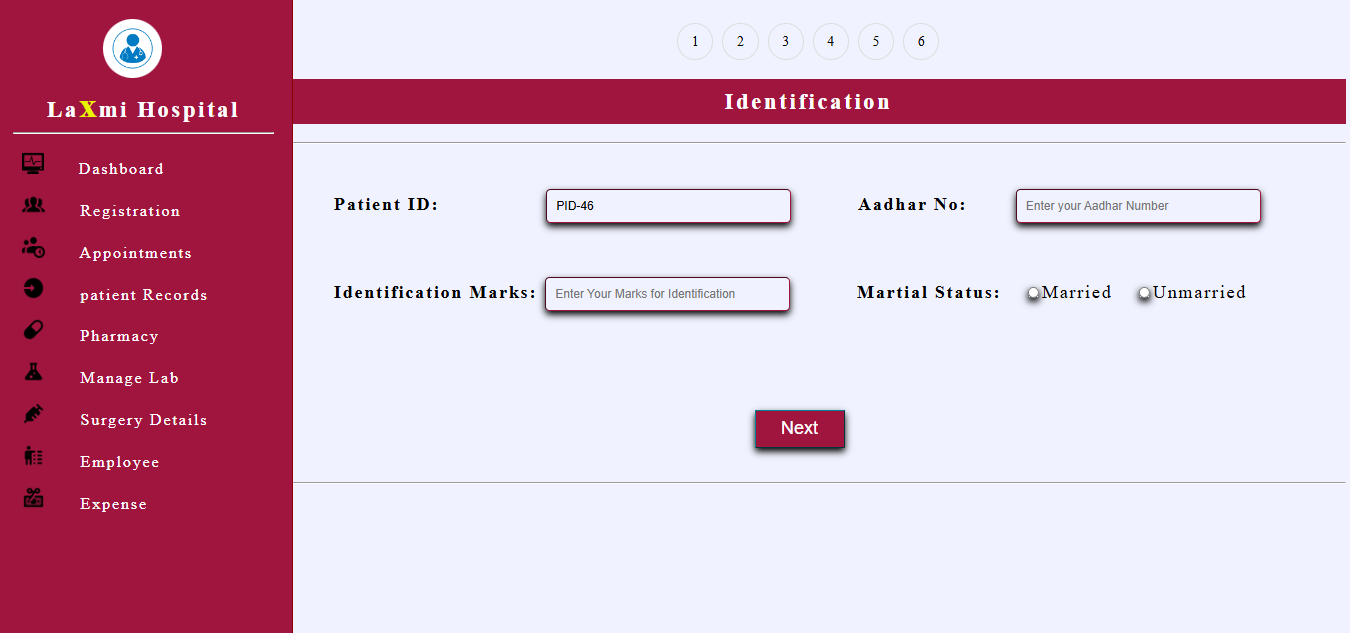 LaXmi Hospital
Dashboard
Registration
Appointments
patient Records
Pharmacy
Manage Lab
Surgery Details
Employee
Expense
1 2 3 4 5 6
Identification
Patient ID: PID-46 Aadhar No: Enter your Aadhar Number
Identification Marks: Enter Your Marks for Identification Martial Status: Married Unmarried
Next